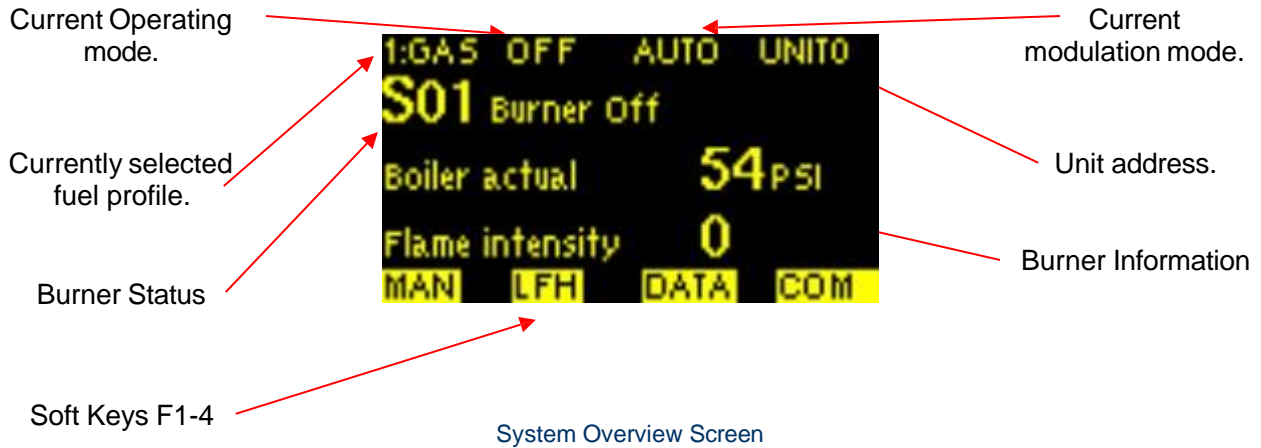 Current Operating
mode.
Current
modulation mode.
1:GAS OFF AUTO UNIT0
S01 Burner Off
Currently selected
fuel profile.
Boiler actual 54 PSI
Unit address.
Flame intensity 0
Burner Information
Burner Status
MAN LFH DATA COM
Soft Keys F1-4
System Overview Screen